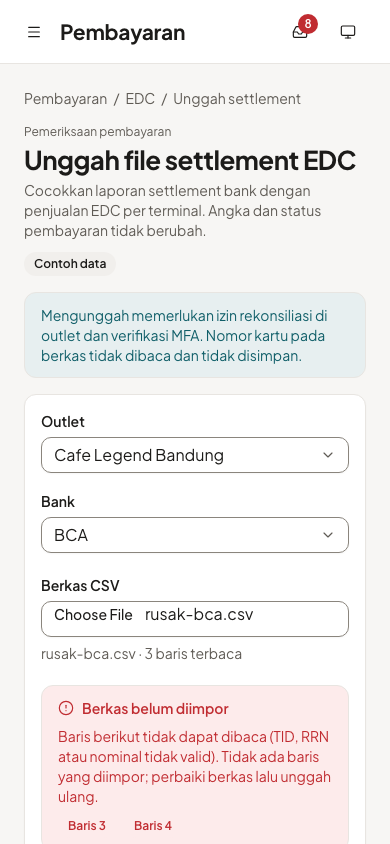 Pembayaran
8
Pembayaran / EDC / Unggah settlement
Pemeriksaan pembayaran
Unggah file settlement EDC
Cocokkan laporan settlement bank dengan
penjualan EDC per terminal. Angka dan status
pembayaran tidak berubah.
Contoh data
Mengunggah memerlukan izin rekonsiliasi di
outlet dan verifikasi MFA. Nomor kartu pada
berkas tidak dibaca dan tidak disimpan.
Outlet
Cafe Legend Bandung
Bank
BCA
Berkas CSV
Choose File rusak-bca.csv
rusak-bca.csv · 3 baris terbaca
Berkas belum diimpor
Baris berikut tidak dapat dibaca (TID, RRN
atau nominal tidak valid). Tidak ada baris
yang diimpor; perbaiki berkas lalu unggah
ulang.
Baris 3 Baris 4